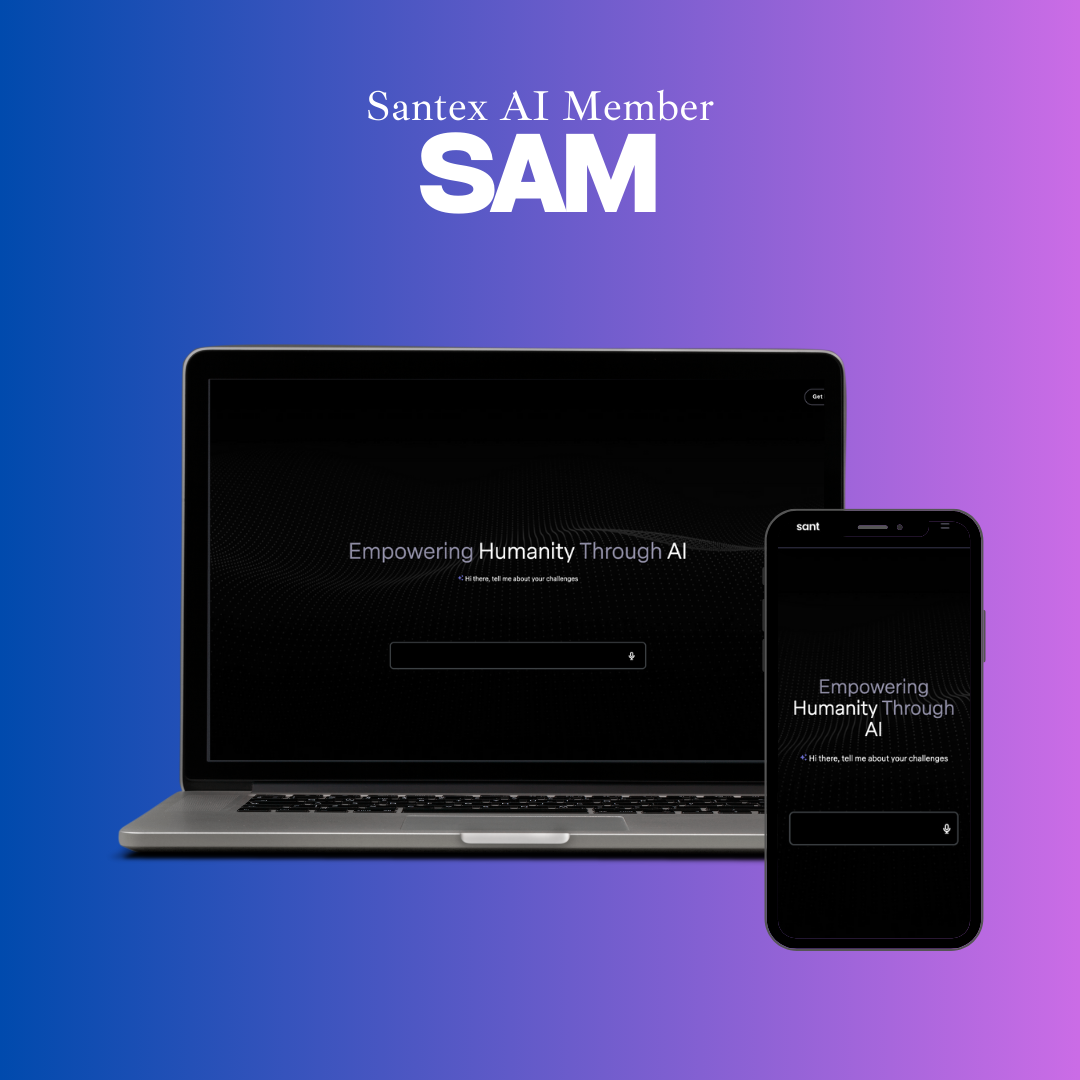 Santex AI Member
SAM
Get
Empowering Humanity Through AI
Hi there, tell me about your challenges
sant
Empowering
Humanity Through
AI
Hi there, tell me about your challenges